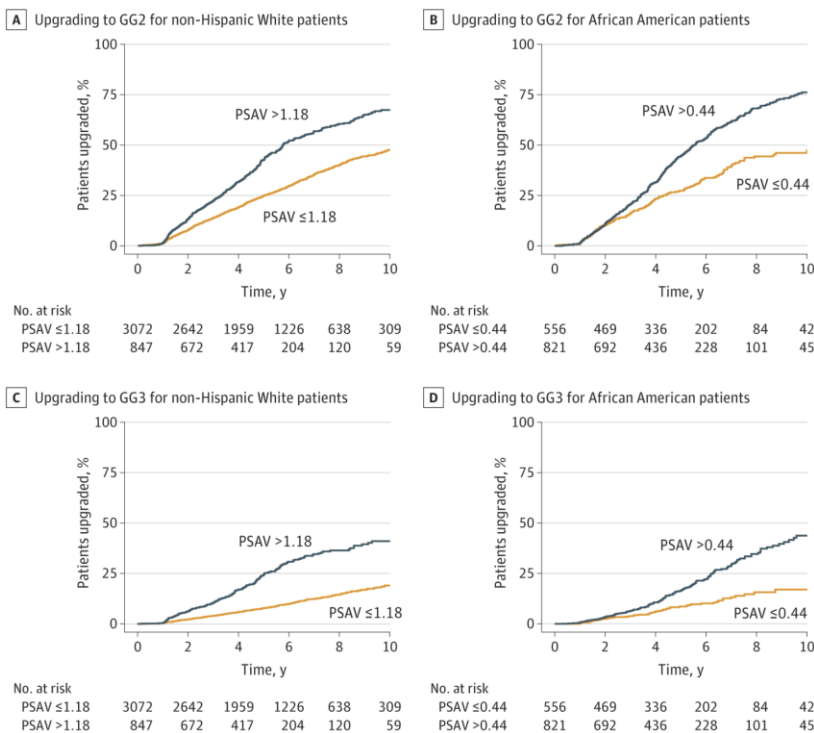 A Upgrading to GG2 for non-Hispanic White patients
100
75
50
25
0
Patients upgraded, %
PSAV >1.18
PSAV ≤1.18
0 2 4 6 8 10
Time, y
No. at risk
PSAV ≤1.18 3072 2642 1959 1226 638 309
PSAV >1.18 847 672 417 204 120 59
B Upgrading to GG2 for African American patients
100
75
50
25
0
Patients upgraded, %
PSAV >0.44
PSAV ≤0.44
0 2 4 6 8 10
Time, y
No. at risk
PSAV ≤0.44 556 469 336 202 84 42
PSAV >0.44 821 692 436 228 101 45
C Upgrading to GG3 for non-Hispanic White patients
100
75
50
25
0
Patients upgraded, %
PSAV >1.18
PSAV ≤1.18
0 2 4 6 8 10
Time, y
No. at risk
PSAV ≤1.18 3072 2642 1959 1226 638 309
PSAV >1.18 847 672 417 204 120 59
D Upgrading to GG3 for African American patients
100
75
50
25
0
Patients upgraded, %
PSAV >0.44
PSAV ≤0.44
0 2 4 6 8 10
Time, y
No. at risk
PSAV ≤0.44 556 469 336 202 84 42
PSAV >0.44 821 692 436 228 101 45